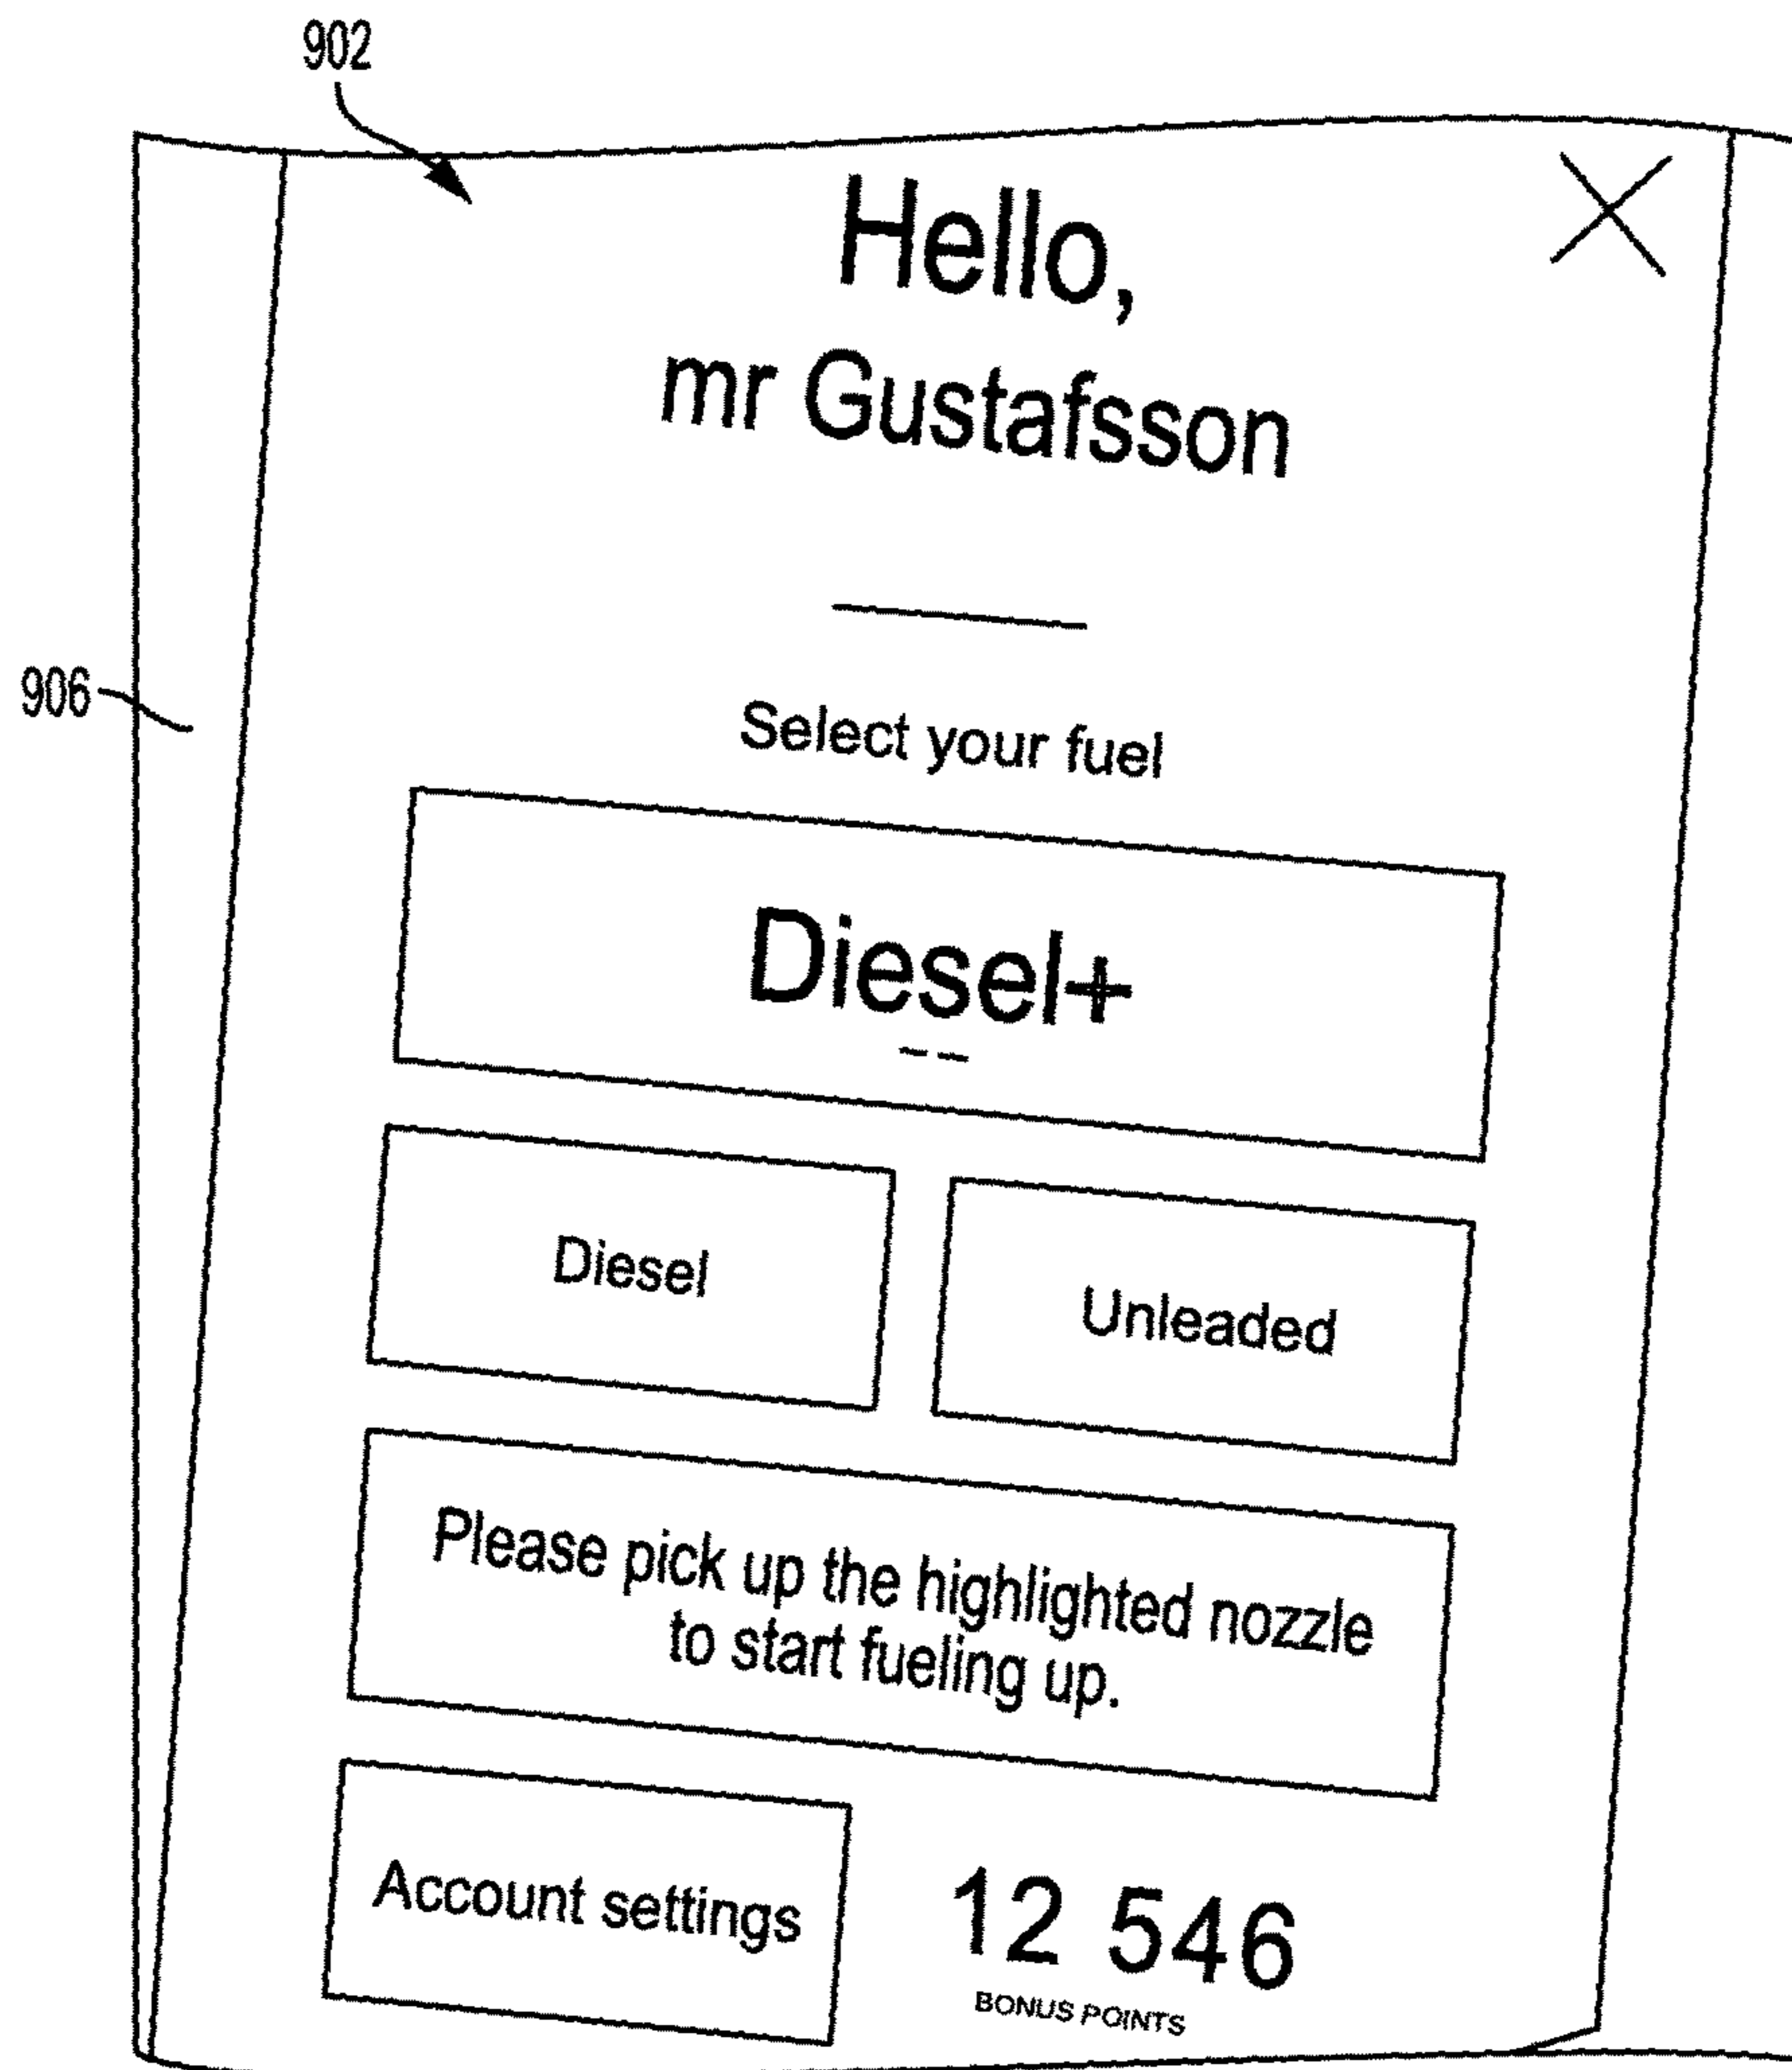 902
Hello,
mr Gustafsson
906
Select your fuel
Diesel+
Diesel
Unleaded
Please pick up the highlighted nozzle
to start fueling up.
Account settings
12 546
BONUS POINTS